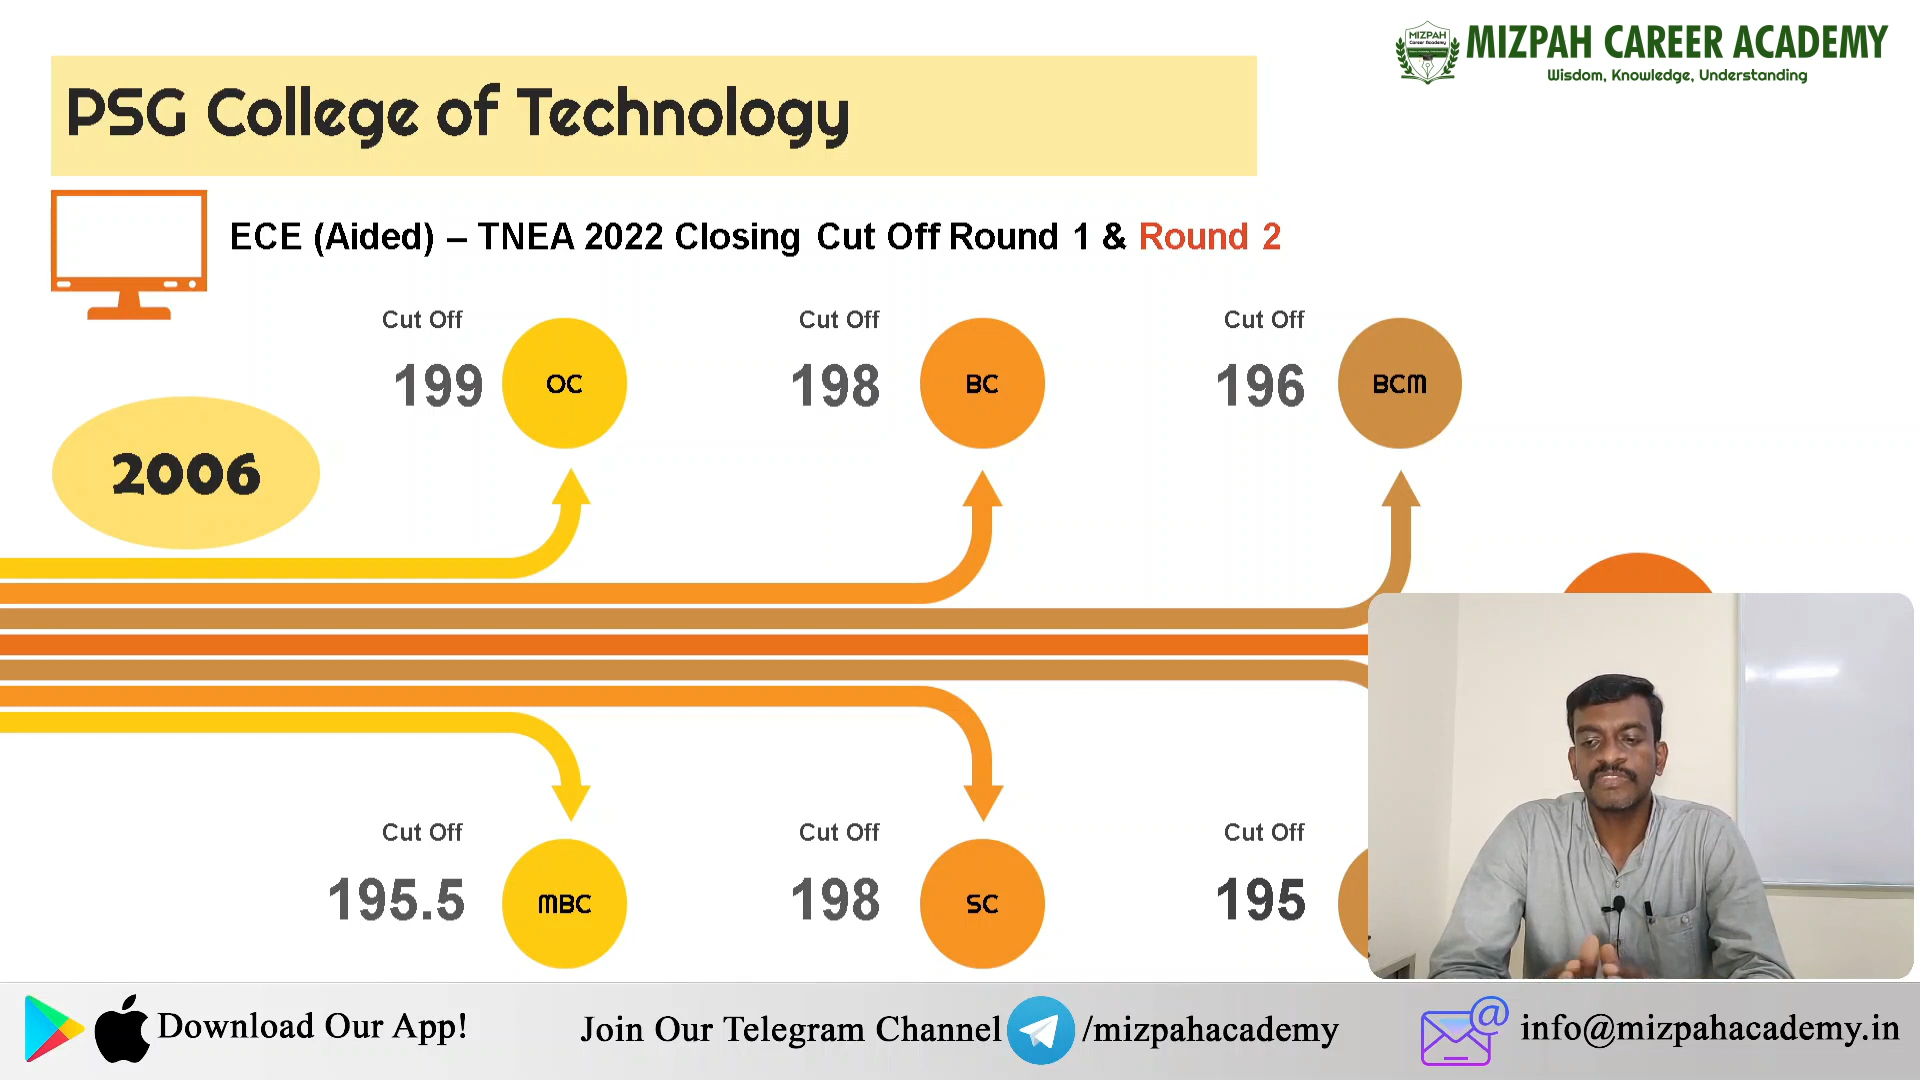 MIZPAH
Career Academy
MIZPAH CAREER ACADEMY
Wisdom, Knowledge, Understanding
PSG College of Technology
ECE (Aided) – TNEA 2022 Closing Cut Off Round 1 & Round 2
Cut Off
199
OC
Cut Off
198
BC
Cut Off
196
BCM
2006
Cut Off
195.5
MBC
Cut Off
198
SC
Cut Off
195
Download Our App!
Join Our Telegram Channel
/mizpahacademy
@
info@mizpahacademy.in